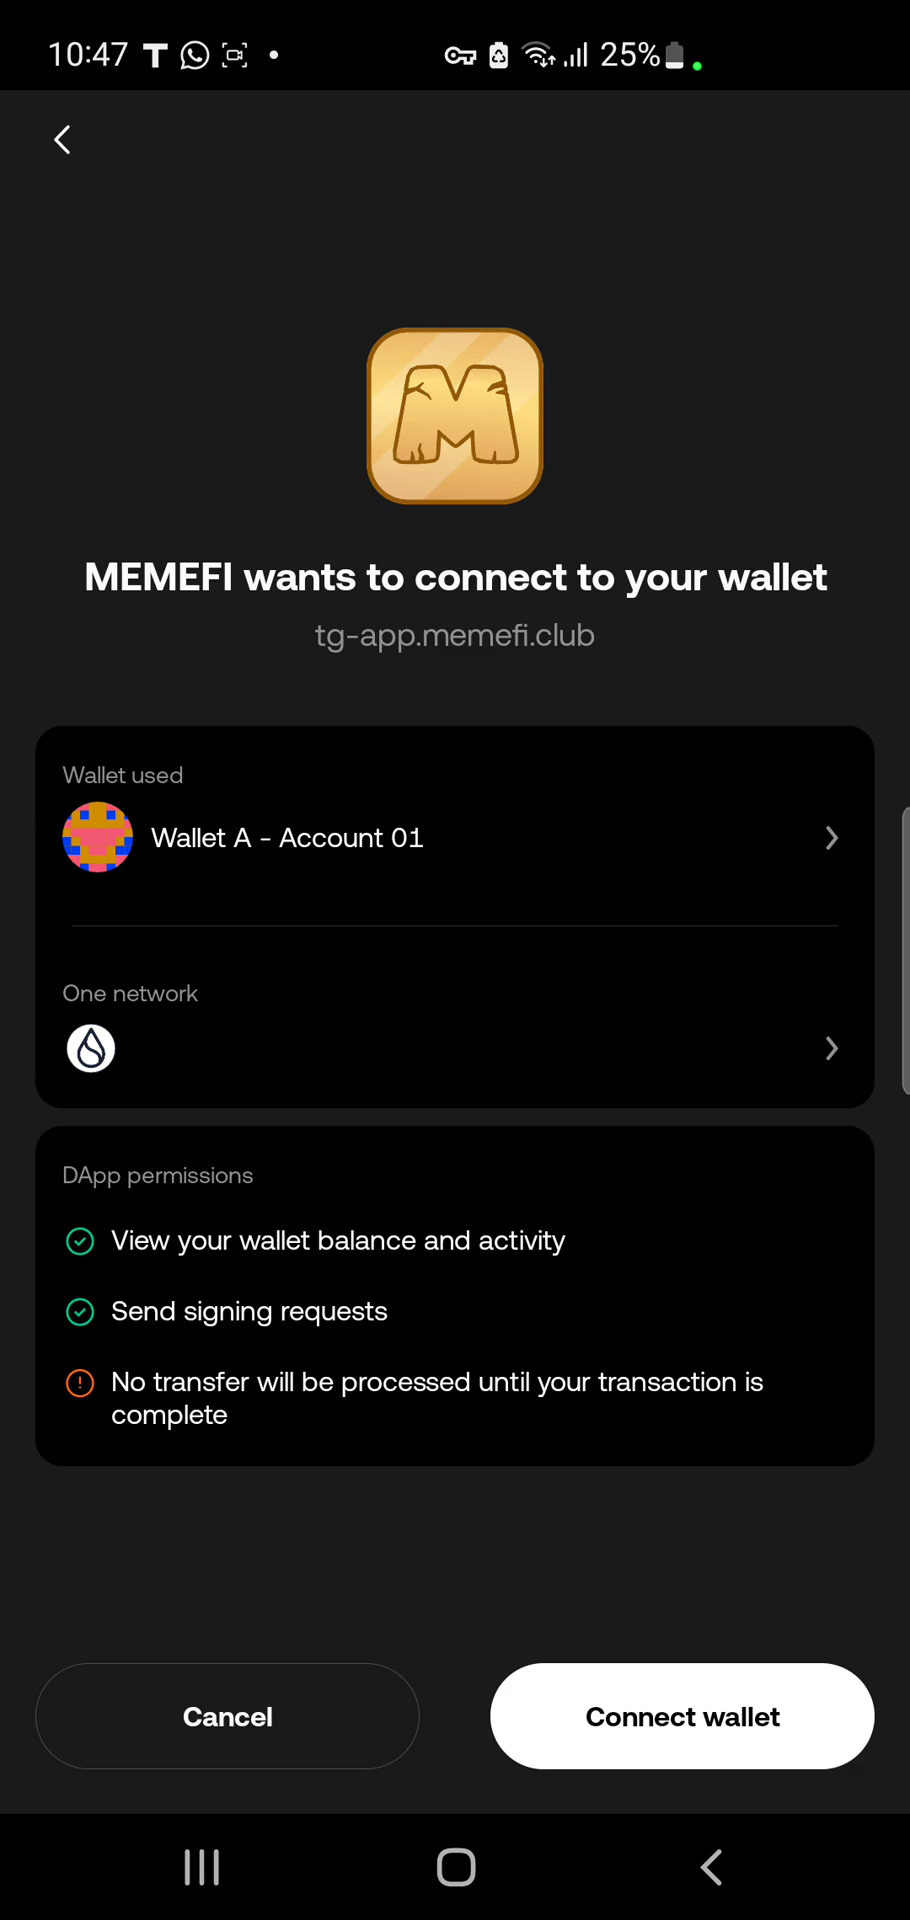 10:47 T 25%
M
MEMEFI wants to connect to your wallet
tg-app.memefi.club
Wallet used
Wallet A - Account 01
One network
DApp permissions
View your wallet balance and activity
Send signing requests
No transfer will be processed until your transaction is
complete
Cancel
Connect wallet